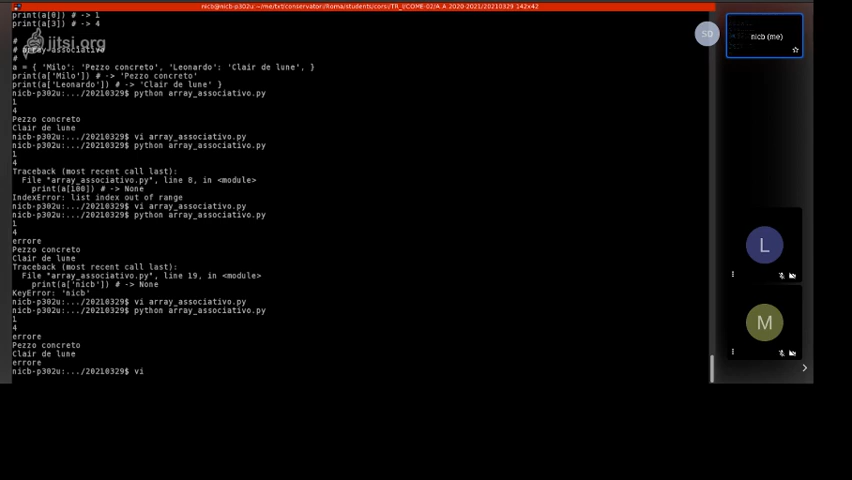 nicb@nicb-p302u:~/me/txt/conservator/Roma/students/corsi/TR_I/COME-02/A.A.2020-2021/20210329 142x42
print(a[0]) # -> 1
print(a[3]) # -> 4
#
# array associativo
#
jitsi.org
a = { 'Milo': 'Pezzo concreto', 'Leonardo': 'Clair de lune', }
print(a['Milo']) # -> 'Pezzo concreto'
print(a['Leonardo']) # -> 'Clair de lune' }
nicb-p302u:.../20210329$ python array_associativo.py
1
4
Pezzo concreto
Clair de lune
nicb-p302u:.../20210329$ vi array_associativo.py
nicb-p302u:.../20210329$ python array_associativo.py
1
4
Traceback (most recent call last):
File "array_associativo.py", line 8, in <module>
print(a[100]) # -> None
IndexError: list index out of range
nicb-p302u:.../20210329$ vi array_associativo.py
nicb-p302u:.../20210329$ python array_associativo.py
1
4
errore
Pezzo concreto
Clair de lune
Traceback (most recent call last):
File "array_associativo.py", line 19, in <module>
print(a['nicb']) # -> None
KeyError: 'nicb'
nicb-p302u:.../20210329$ vi array_associativo.py
nicb-p302u:.../20210329$ python array_associativo.py
1
4
errore
Pezzo concreto
Clair de lune
errore
nicb-p302u:.../20210329$ vi
SD
nicb (me)
L
M